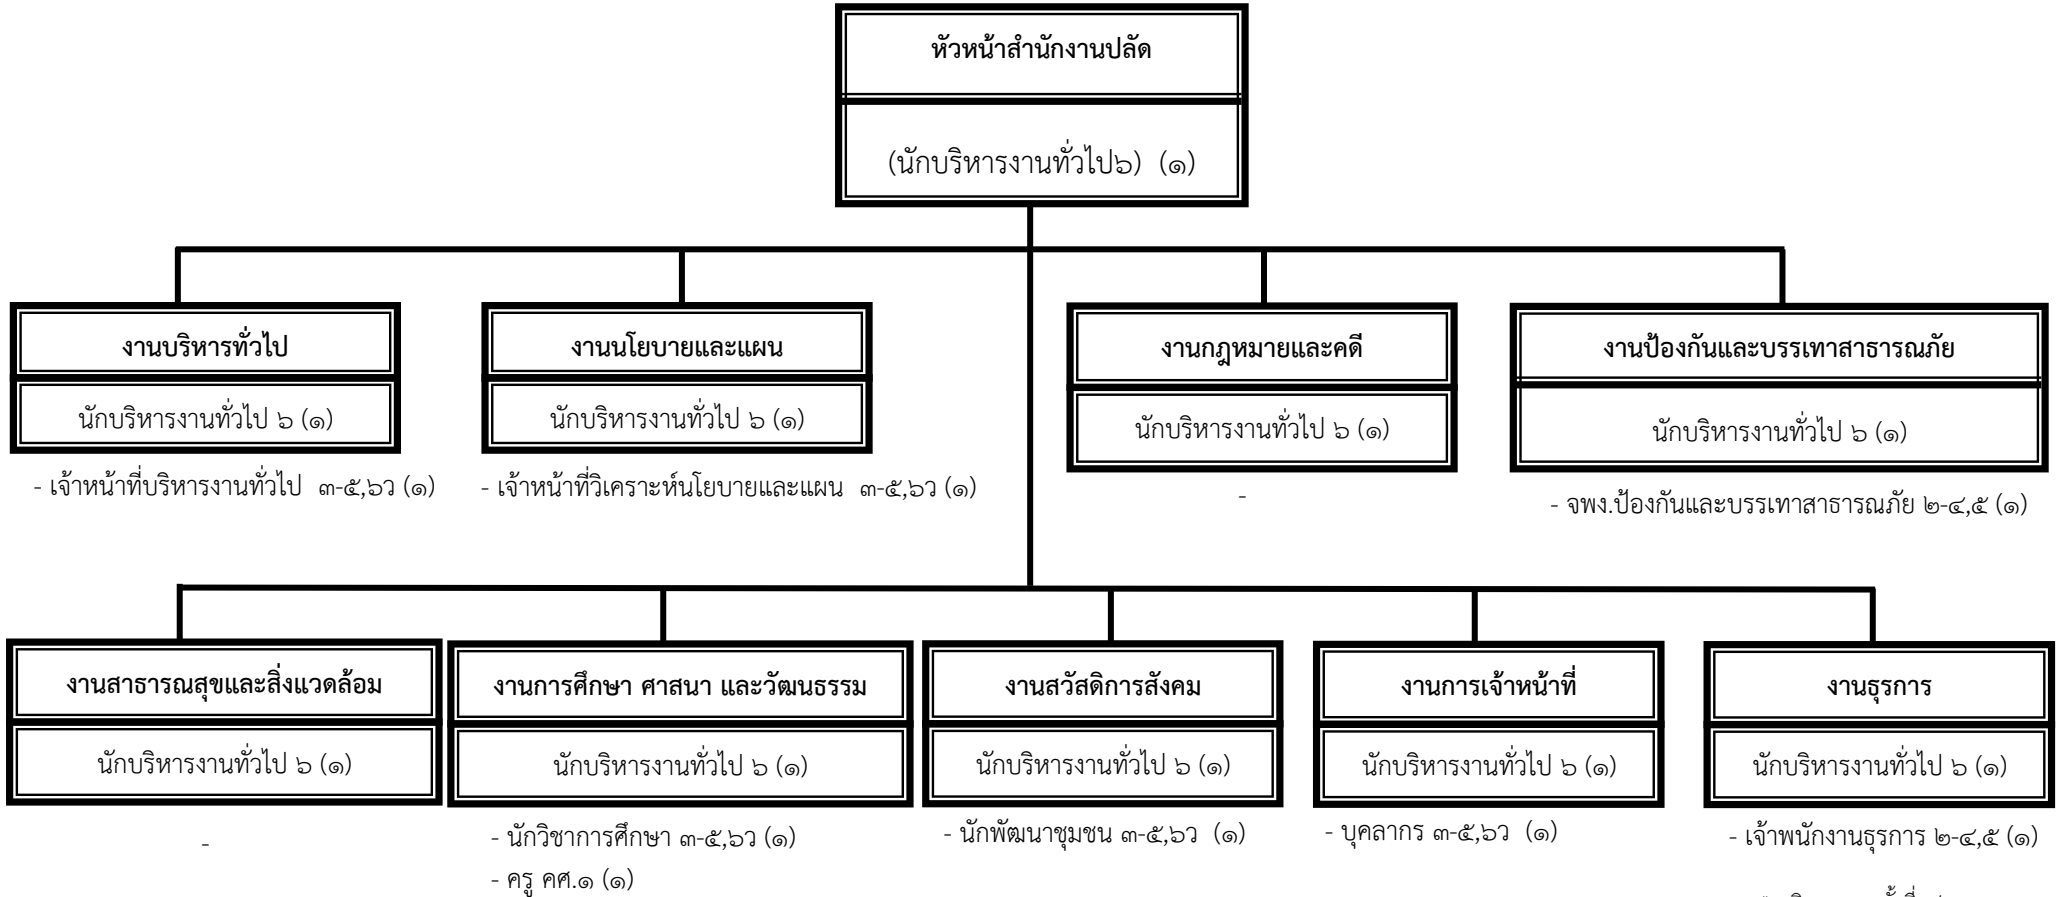 หัวหน้าสำนักงานปลัด
(นักบริหารงานทั่วไป๖) (๑)
งานบริหารทั่วไป
นักบริหารงานทั่วไป ๖ (๑)
- เจ้าหน้าที่บริหารงานทั่วไป ๓-๕,๖ว (๑)
งานนโยบายและแผน
นักบริหารงานทั่วไป ๖ (๑)
- เจ้าหน้าที่วิเคราะห์นโยบายและแผน ๓-๕,๖ว (๑)
งานกฎหมายและคดี
นักบริหารงานทั่วไป ๖ (๑)
-
งานป้องกันและบรรเทาสาธารณภัย
นักบริหารงานทั่วไป ๖ (๑)
- จพง.ป้องกันและบรรเทาสาธารณภัย ๒-๔,๕ (๑)
งานสาธารณสุขและสิ่งแวดล้อม
นักบริหารงานทั่วไป ๖ (๑)
-
งานการศึกษา ศาสนา และวัฒนธรรม
นักบริหารงานทั่วไป ๖ (๑)
- นักวิชาการศึกษา ๓-๕,๖ว (๑)
- ครู คศ.๑ (๑)
งานสวัสดิการสังคม
นักบริหารงานทั่วไป ๖ (๑)
- นักพัฒนาชุมชน ๓-๕,๖ว (๑)
งานการเจ้าหน้าที่
นักบริหารงานทั่วไป ๖ (๑)
- บุคลากร ๓-๕,๖ว (๑)
งานธุรการ
นักบริหารงานทั่วไป ๖ (๑)
- เจ้าพนักงานธุรการ ๒-๔,๕ (๑)